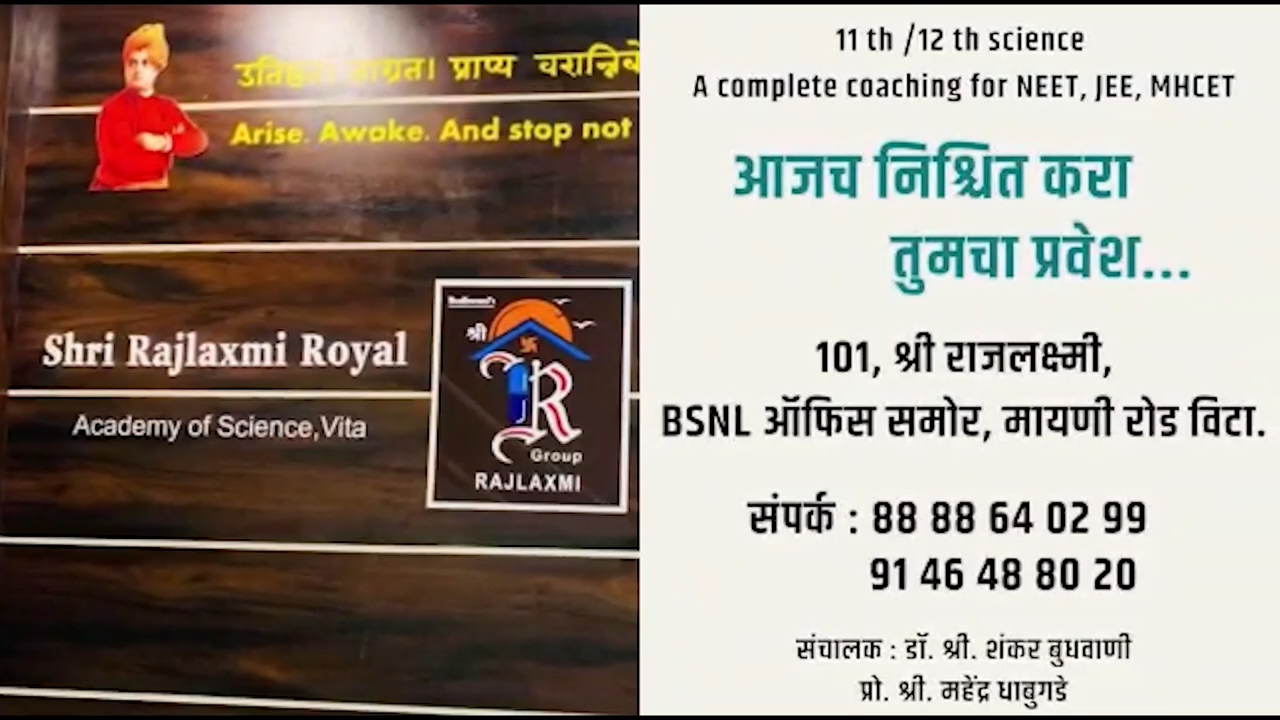 उतिष्ठत। जाग्रत। प्राप्य वरान्निबो
Arise. Awake. And stop not
Shri Rajlaxmi Royal
Academy of Science,Vita
श्री
R
Group
RAJLAXMI
11 th /12 th science
A complete coaching for NEET, JEE, MHCET
आजच निश्चित करा
तुमचा प्रवेश...
101, श्री राजलक्ष्मी,
BSNL ऑफिस समोर, मायणी रोड विटा.
संपर्क : 88 88 64 02 99
91 46 48 80 20
संचालक : डॉ. श्री. शंकर बुधवाणी
प्रो. श्री. महेंद्र धाबुगडे